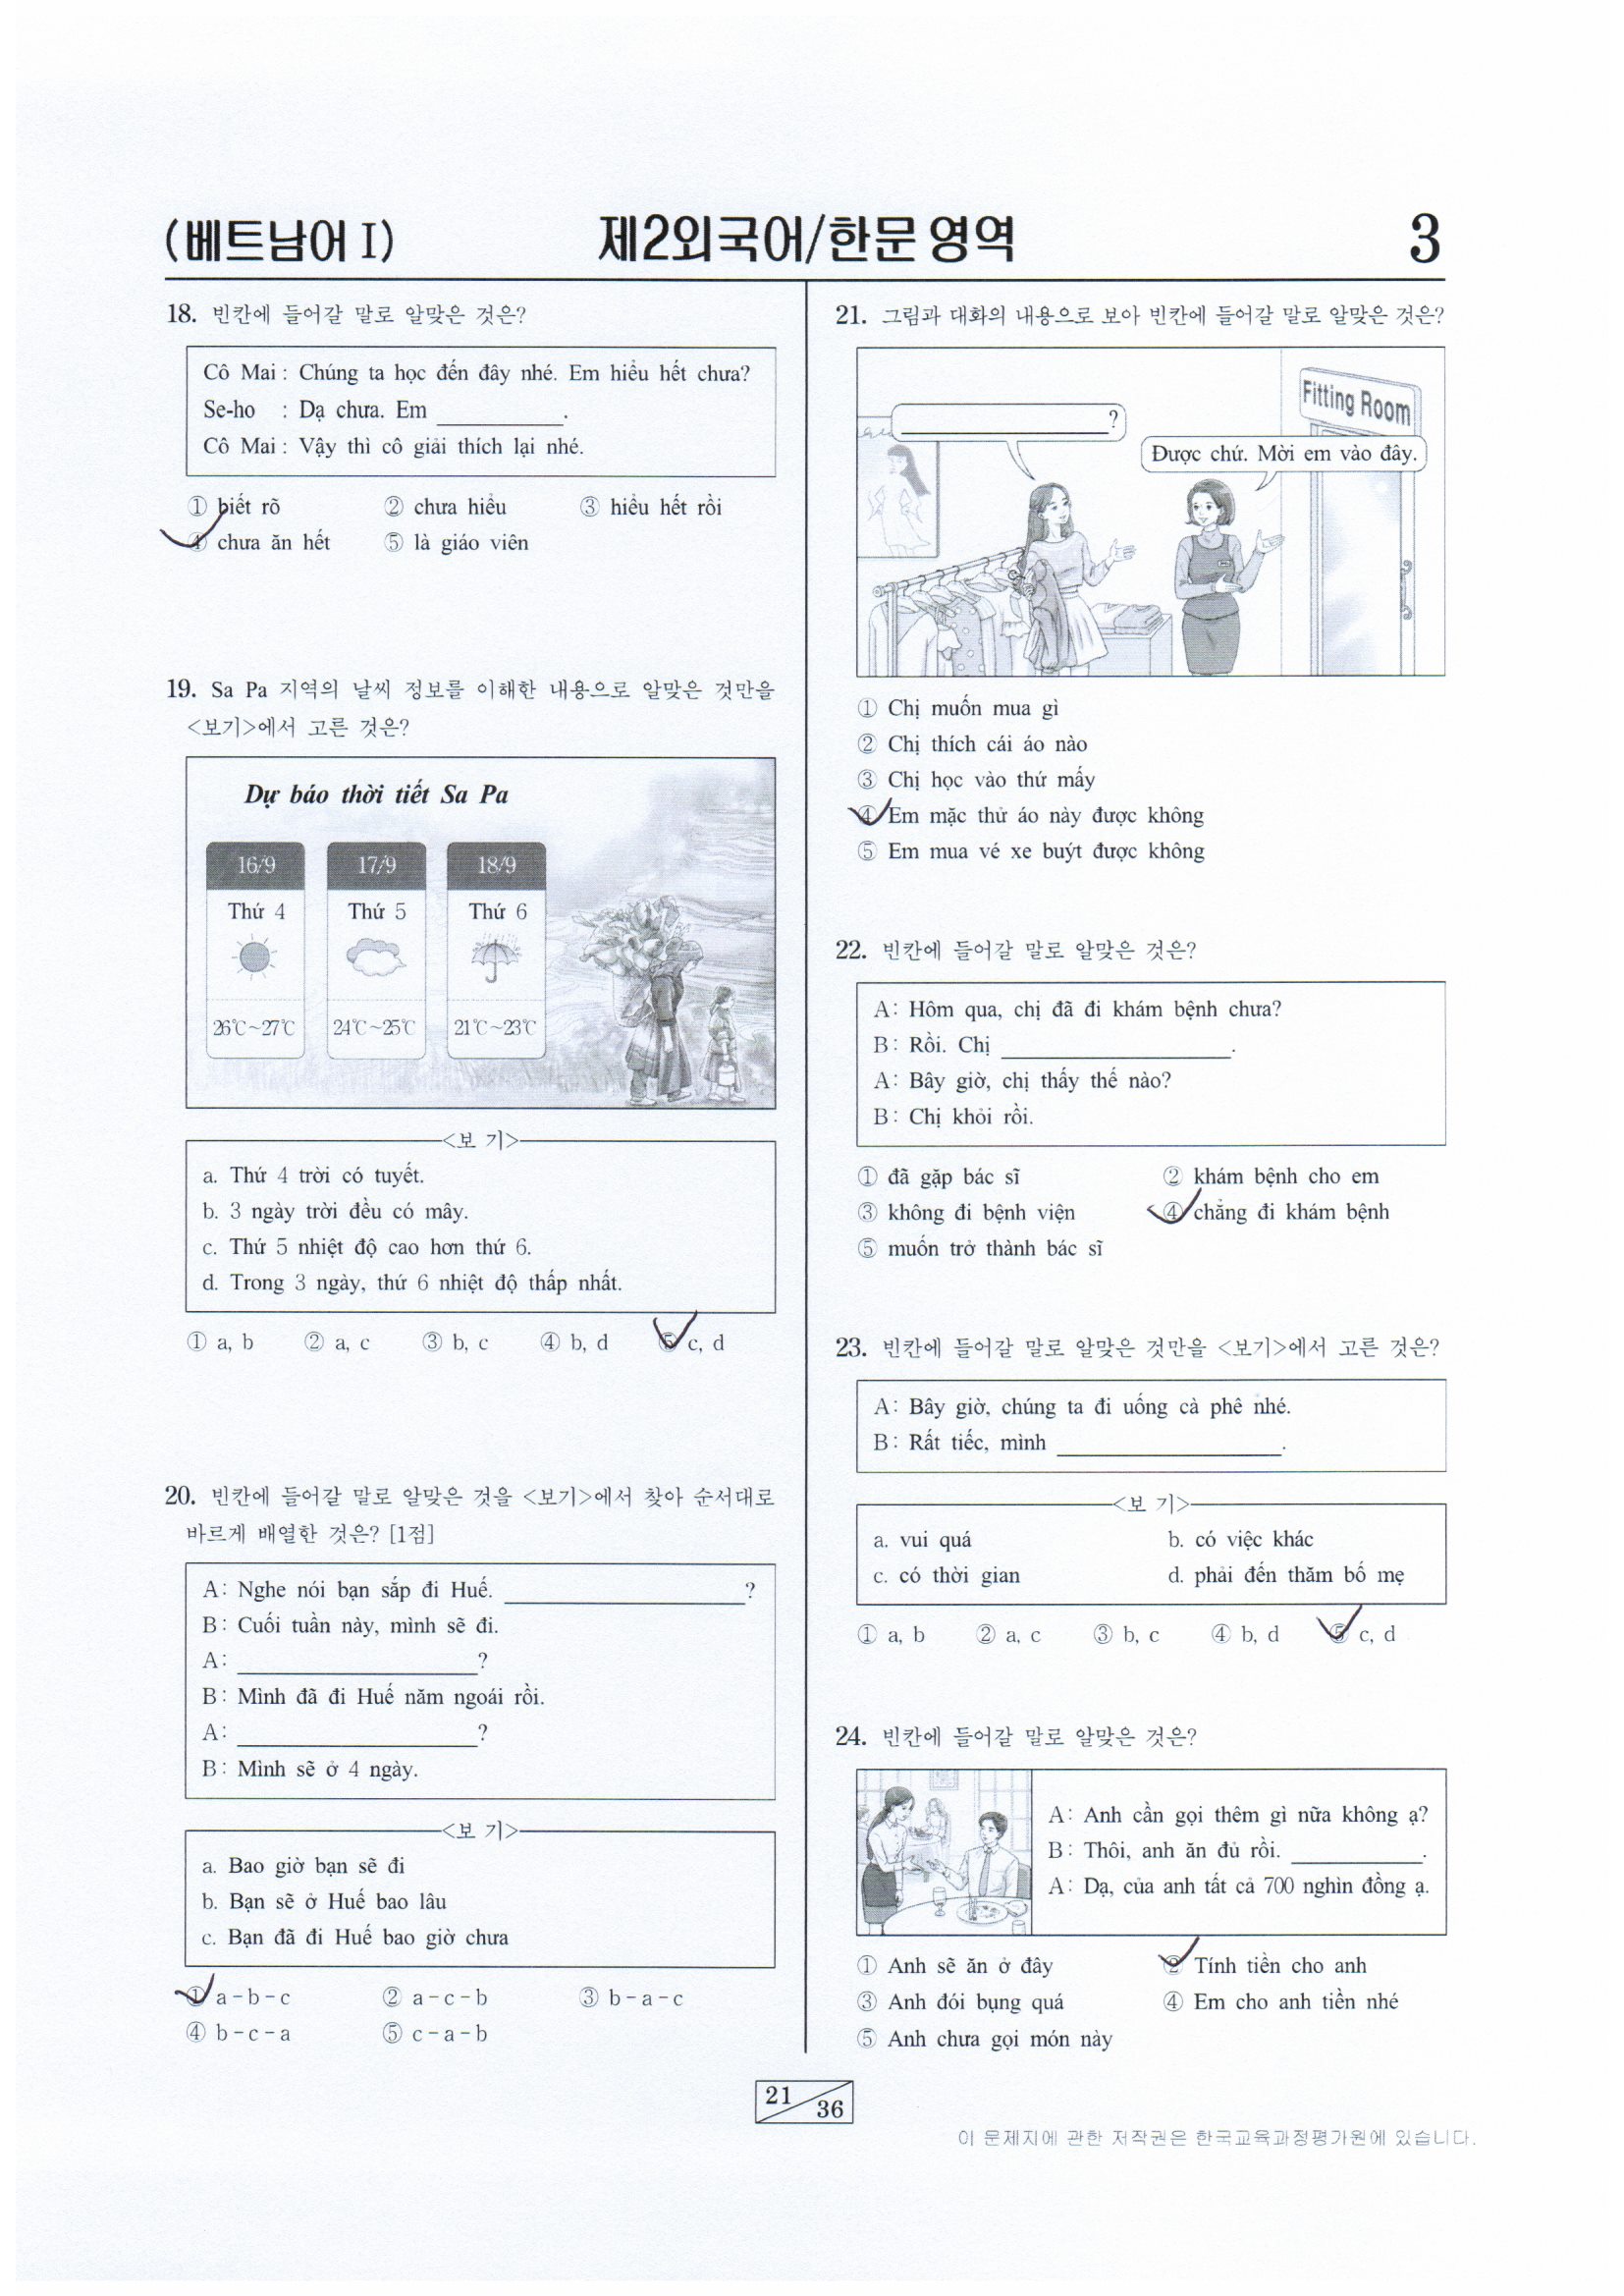 (베트남어 I)
제2외국어/한문 영역
3
18. 빈칸에 들어갈 말로 알맞은 것은?
Cô Mai : Chúng ta học đến đây nhé. Em hiểu hết chưa?
Se-ho : Dạ chưa. Em ____________.
Cô Mai : Vậy thì cô giải thích lại nhé.
① biết rõ ② chưa hiểu ③ hiểu hết rồi
④ chưa ăn hết ⑤ là giáo viên
19. Sa Pa 지역의 날씨 정보를 이해한 내용으로 알맞은 것만을
<보기>에서 고른 것은?
Dự báo thời tiết Sa Pa
16/9 17/9 18/9
Thứ 4 Thứ 5 Thứ 6
26℃~27℃ 24℃~25℃ 21℃~23℃
<보 기>
a. Thứ 4 trời có tuyết.
b. 3 ngày trời đều có mây.
c. Thứ 5 nhiệt độ cao hơn thứ 6.
d. Trong 3 ngày, thứ 6 nhiệt độ thấp nhất.
① a, b ② a, c ③ b, c ④ b, d ⑤ c, d
20. 빈칸에 들어갈 말로 알맞은 것을 <보기>에서 찾아 순서대로
바르게 배열한 것은? [1점]
A: Nghe nói bạn sắp đi Huế. ____________?
B: Cuối tuần này, mình sẽ đi.
A: ____________?
B: Mình đã đi Huế năm ngoái rồi.
A: ____________?
B: Mình sẽ ở 4 ngày.
<보 기>
a. Bao giờ bạn sẽ đi
b. Bạn sẽ ở Huế bao lâu
c. Bạn đã đi Huế bao giờ chưa
① a-b-c ② a-c-b ③ b-a-c
④ b-c-a ⑤ c-a-b
21. 그림과 대화의 내용으로 보아 빈칸에 들어갈 말로 알맞은 것은?
Fitting Room
____________?
Được chứ. Mời em vào đây.
① Chị muốn mua gì
② Chị thích cái áo nào
③ Chị học vào thứ mấy
④ Em mặc thử áo này được không
⑤ Em mua vé xe buýt được không
22. 빈칸에 들어갈 말로 알맞은 것은?
A: Hôm qua, chị đã đi khám bệnh chưa?
B: Rồi. Chị ____________.
A: Bây giờ, chị thấy thế nào?
B: Chị khỏi rồi.
① đã gặp bác sĩ ② khám bệnh cho em
③ không đi bệnh viện ④ chẳng đi khám bệnh
⑤ muốn trở thành bác sĩ
23. 빈칸에 들어갈 말로 알맞은 것만을 <보기>에서 고른 것은?
A: Bây giờ, chúng ta đi uống cà phê nhé.
B: Rất tiếc, mình ____________.
<보 기>
a. vui quá b. có việc khác
c. có thời gian d. phải đến thăm bố mẹ
① a, b ② a, c ③ b, c ④ b, d ⑤ c, d
24. 빈칸에 들어갈 말로 알맞은 것은?
A: Anh cần gọi thêm gì nữa không ạ?
B: Thôi, anh ăn đủ rồi. ____________.
A: Dạ, của anh tất cả 700 nghìn đồng ạ.
① Anh sẽ ăn ở đây ② Tính tiền cho anh
③ Anh đói bụng quá ④ Em cho anh tiền nhé
⑤ Anh chưa gọi món này
21 / 36
이 문제지에 관한 저작권은 한국교육과정평가원에 있습니다.